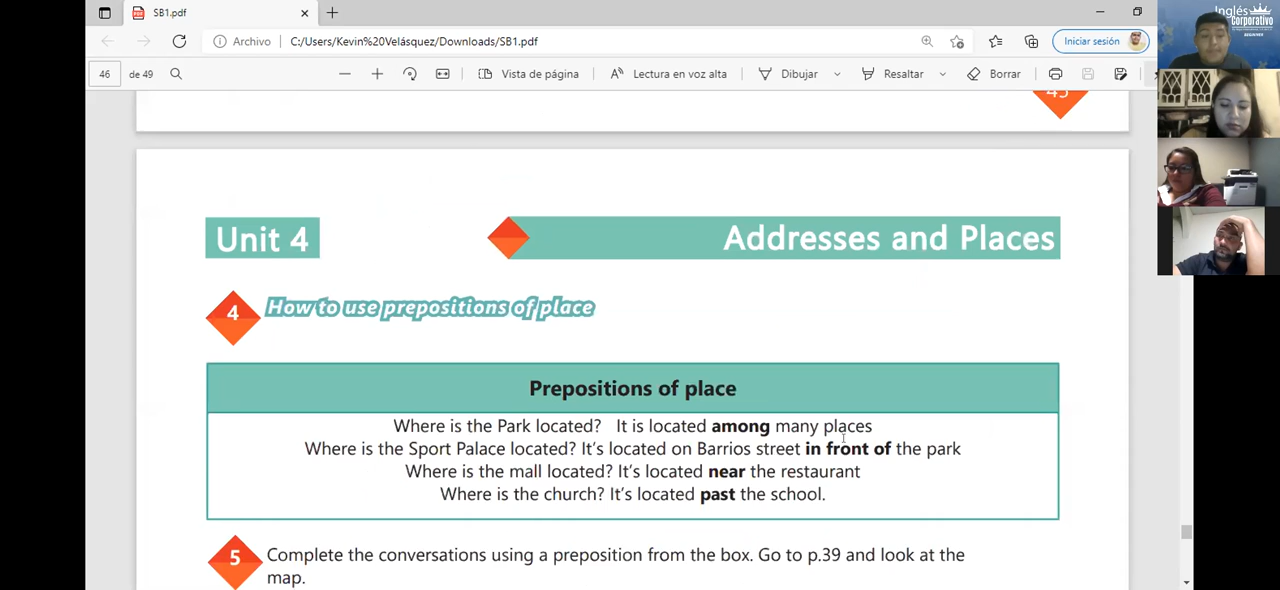 SB1.pdf
Archivo
C:/Users/Kevin%20Velásquez/Downloads/SB1.pdf
Iniciar sesión
46
de 49
Vista de página
Lectura en voz alta
Dibujar
Resaltar
Borrar
45
Unit 4
Addresses and Places
4
How to use prepositions of place
Prepositions of place
Where is the Park located? It is located among many places
Where is the Sport Palace located? It's located on Barrios street in front of the park
Where is the mall located? It's located near the restaurant
Where is the church? It's located past the school.
5
Complete the conversations using a preposition from the box. Go to p.39 and look at the
map.
Inglés
Corporativo
BEGINNER